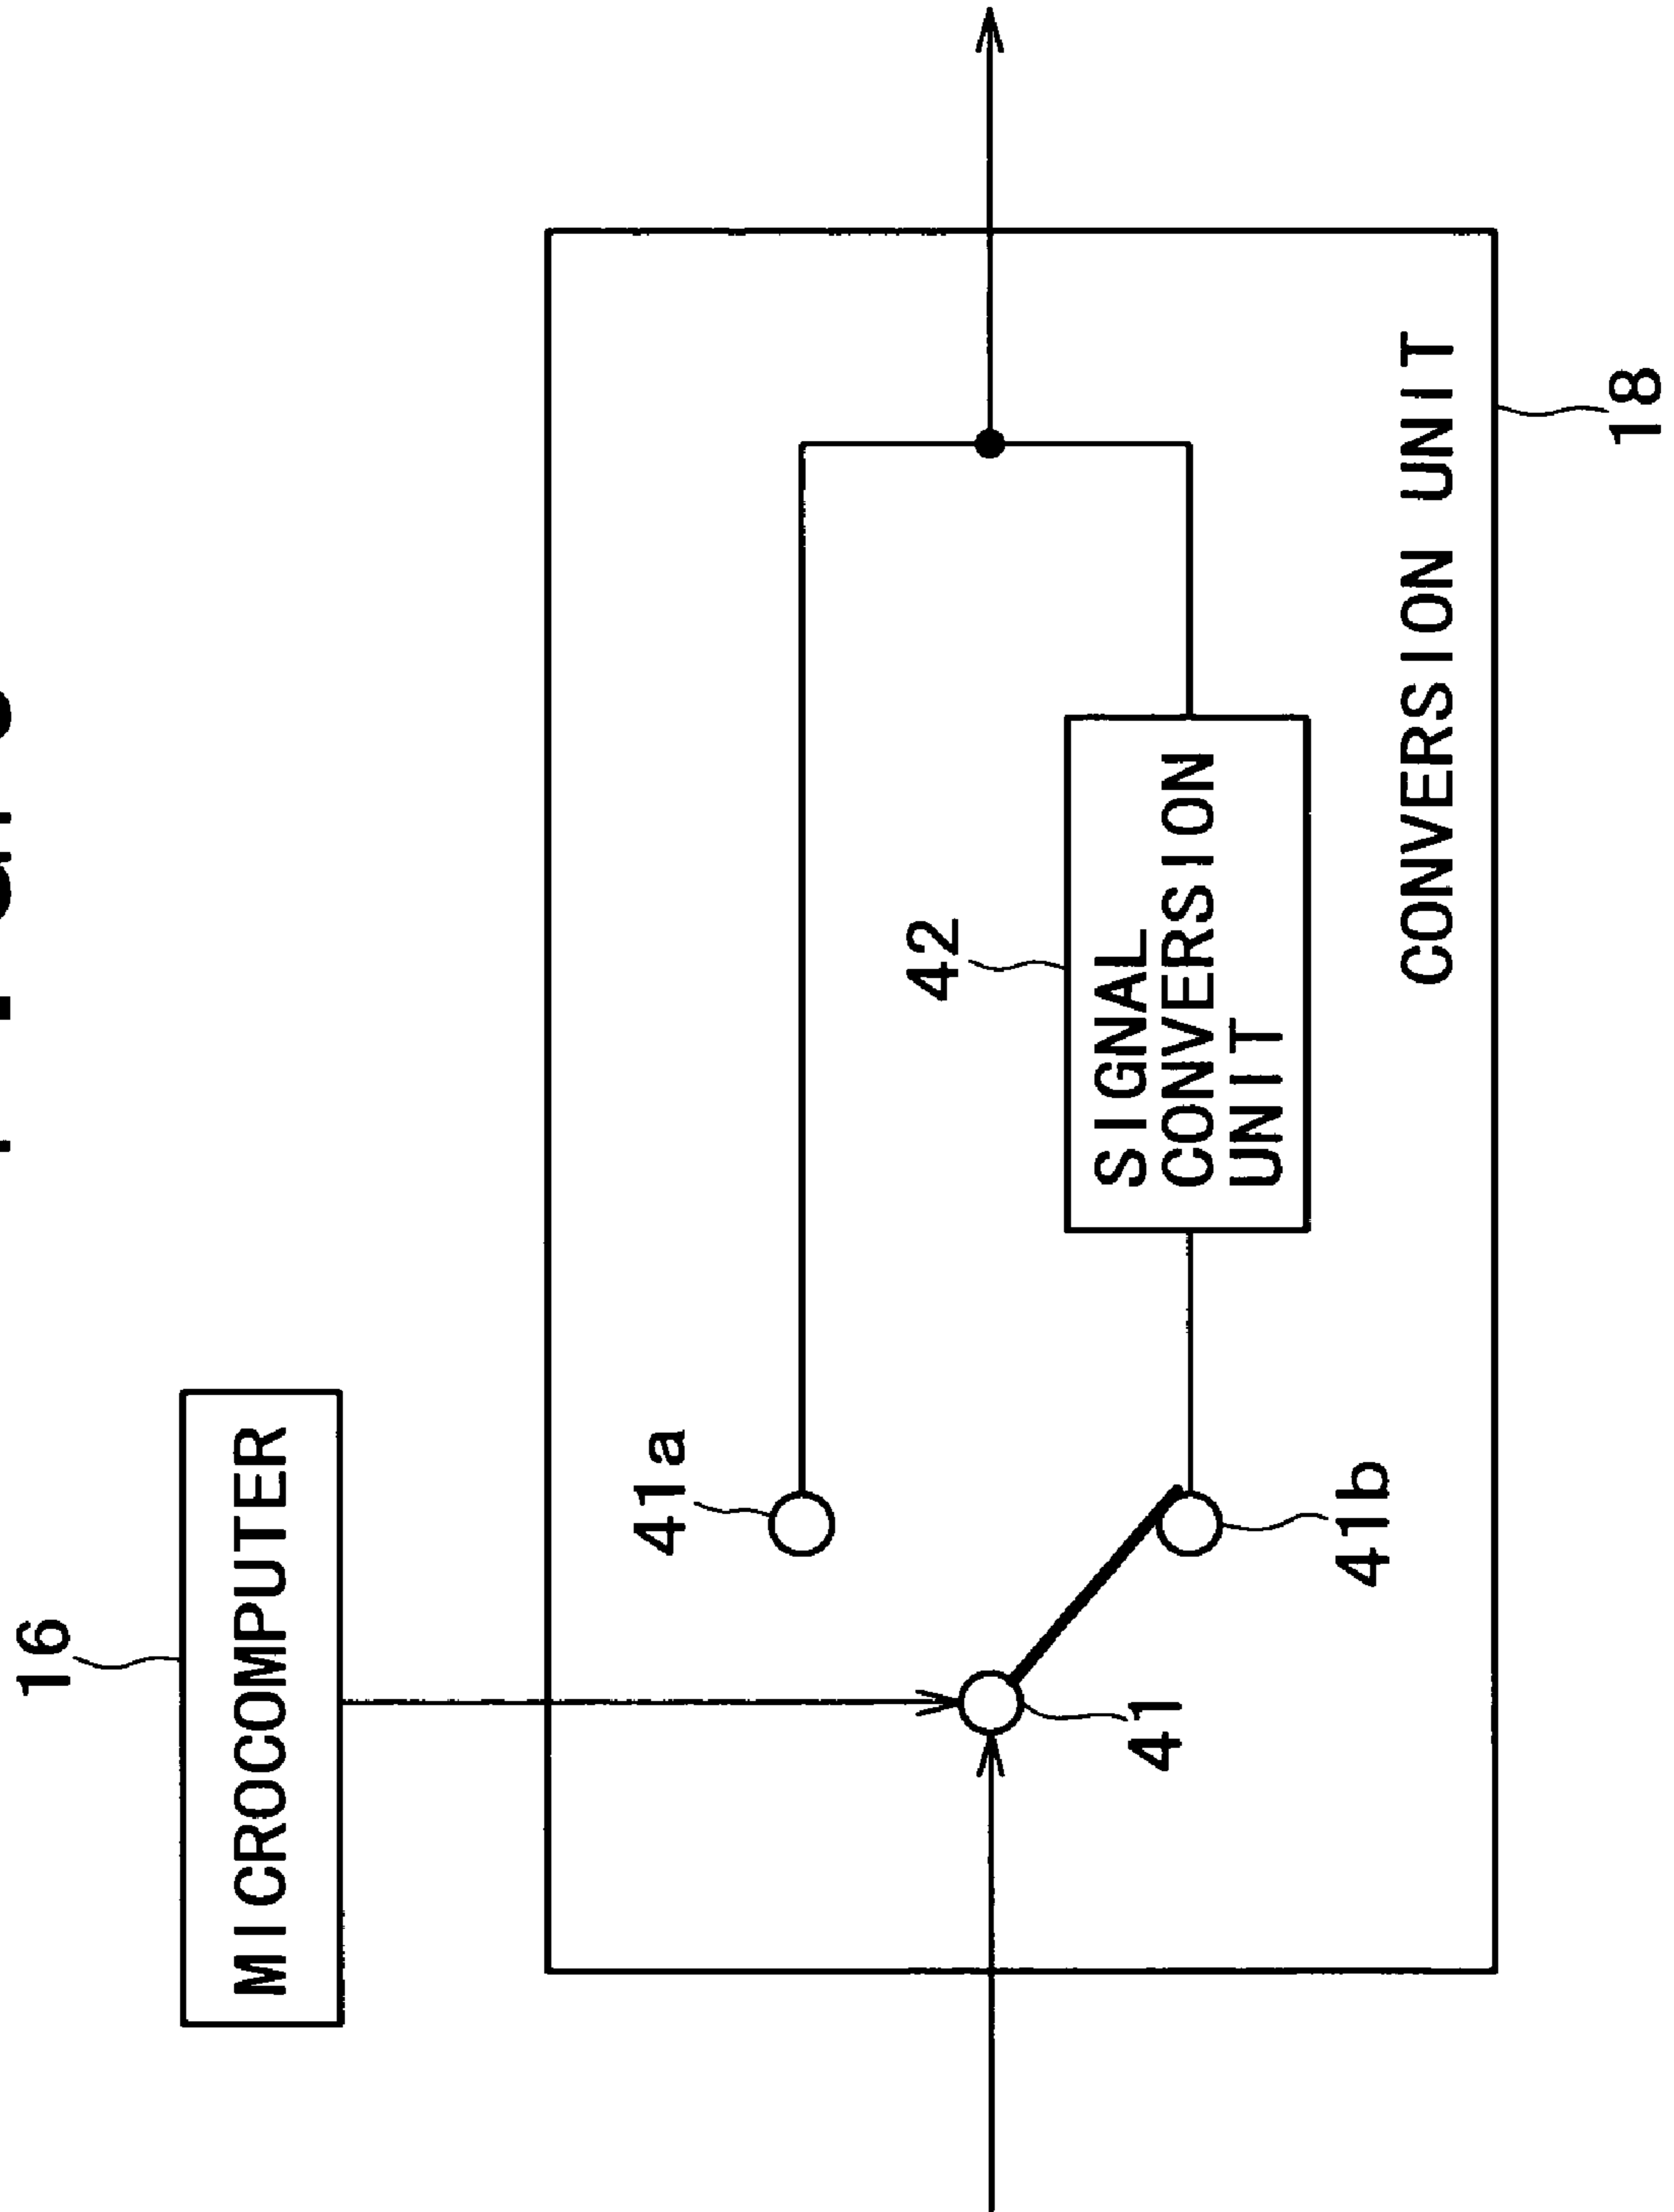 16
MICROCOMPUTER
41a
42
SIGNAL
CONVERSION
UNIT
41
41b
CONVERSION UNIT
18